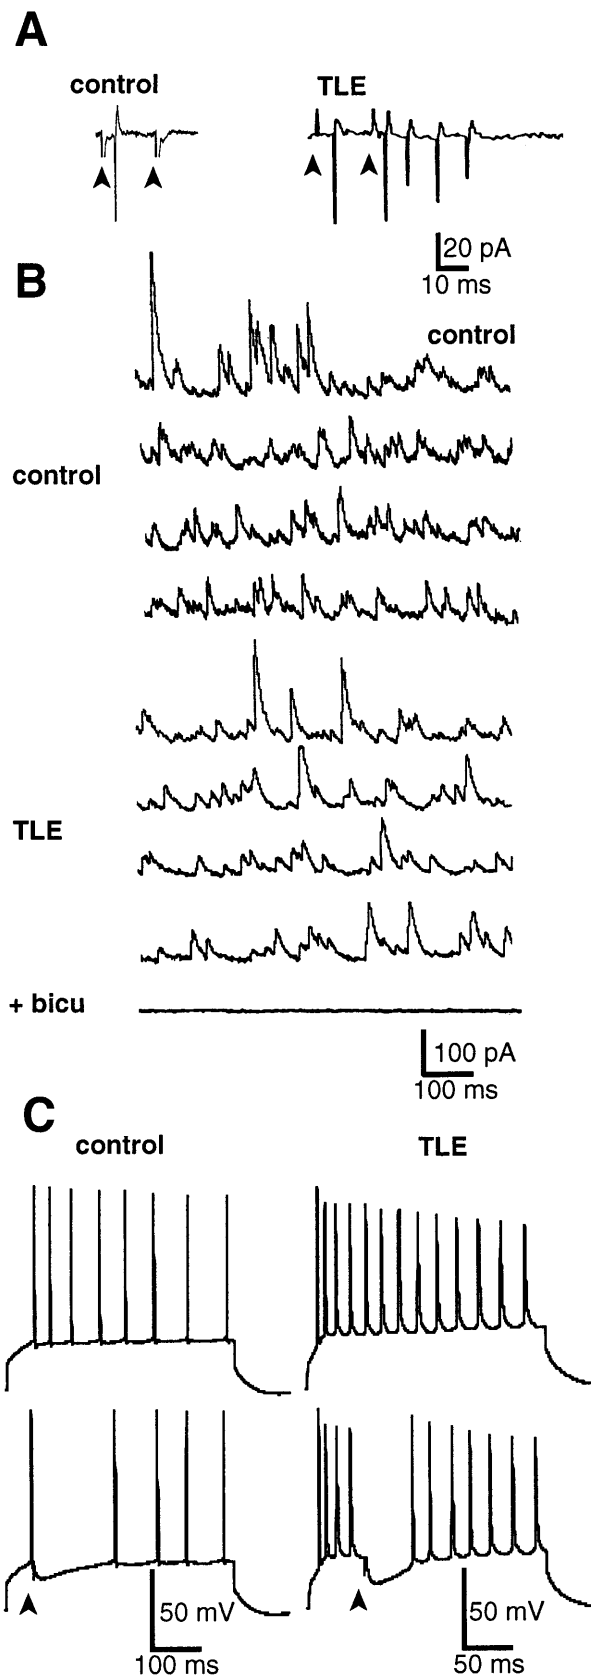 A
control TLE
20 pA
10 ms
B
control
control
TLE
+ bicu
100 pA
100 ms
C
control TLE
50 mV 50 mV
100 ms 50 ms